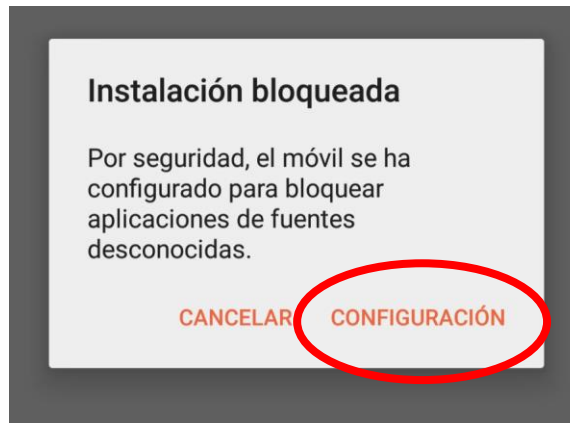 Instalación bloqueada
Por seguridad, el móvil se ha
configurado para bloquear
aplicaciones de fuentes
desconocidas.
CANCELAR CONFIGURACIÓN